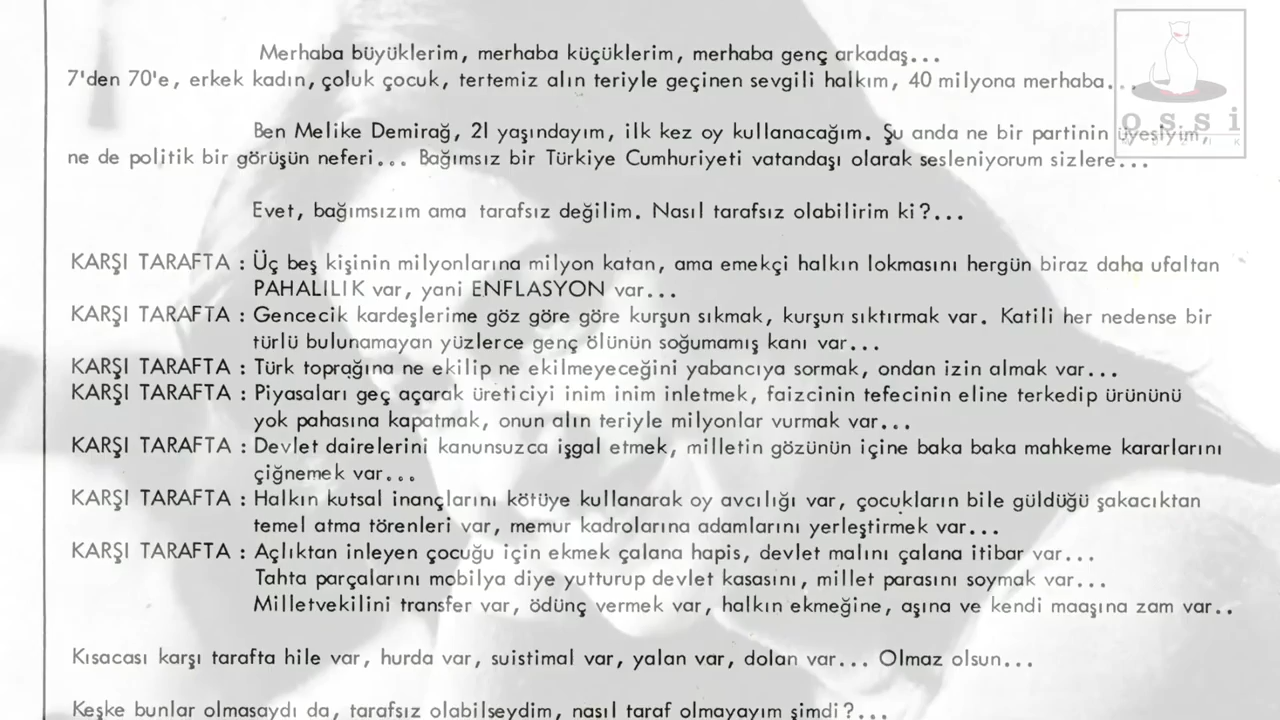 Merhaba büyüklerim, merhaba küçüklerim, merhaba genç arkadaş...
7'den 70'e, erkek kadın, çoluk çocuk, tertemiz alın teriyle geçinen sevgili halkım, 40 milyona merhaba...
Ben Melike Demirağ, 21 yaşındayım, ilk kez oy kullanacağım. Şu anda ne bir partinin üyesiyim,
ne de politik bir görüşün neferi... Bağımsız bir Türkiye Cumhuriyeti vatandaşı olarak sesleniyorum sizlere...
Evet, bağımsızım ama tarafsız değilim. Nasıl tarafsız olabilirim ki?...
KARŞI TARAFTA : Üç beş kişinin milyonlarına milyon katan, ama emekçi halkın lokmasını hergün biraz daha ufaltan
PAHALILIK var, yani ENFLASYON var...
KARŞI TARAFTA : Gencecik kardeşlerime göz göre göre kurşun sıkmak, kurşun sıktırmak var. Katili her nedense bir
türlü bulunamayan yüzlerce genç ölünün soğumamış kanı var...
KARŞI TARAFTA : Türk toprağına ne ekilip ne ekilmeyeceğini yabancıya sormak, ondan izin almak var...
KARŞI TARAFTA : Piyasaları geç açarak üreticiyi inim inim inletmek, faizcinin tefecinin eline terkedip ürününü
yok pahasına kapatmak, onun alın teriyle milyonlar vurmak var...
KARŞI TARAFTA : Devlet dairelerini kanunsuzca işgal etmek, milletin gözünün içine baka baka mahkeme kararlarını
çiğnemek var...
KARŞI TARAFTA : Halkın kutsal inançlarını kötüye kullanarak oy avcılığı var, çocukların bile güldüğü şakacıktan
temel atma törenleri var, memur kadrolarına adamlarını yerleştirmek var...
KARŞI TARAFTA : Açlıktan inleyen çocuğu için ekmek çalana hapis, devlet malını çalana itibar var...
Tahta parçalarını mobilya diye yutturup devlet kasasını, millet parasını soymak var...
Milletvekilini transfer var, ödünç vermek var, halkın ekmeğine, aşına ve kendi maaşına zam var..
Kısacası karşı tarafta hile var, hurda var, suistimal var, yalan var, dolan var... Olmaz olsun...
Keşke bunlar olmasaydı da, tarafsız olabilseydim, nasıl taraf olmayayım şimdi?...
ossi
MÜZİK